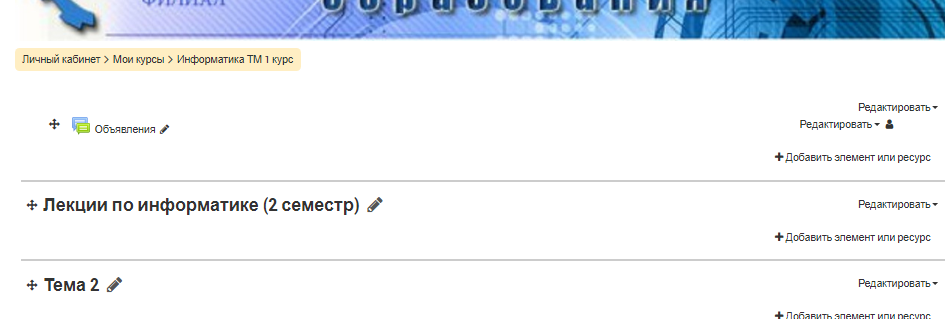 ФИЛИАЛ
образования
Личный кабинет > Мои курсы > Информатика ТМ 1 курс
Редактировать
Объявления
Редактировать
Добавить элемент или ресурс
Лекции по информатике (2 семестр)
Редактировать
Добавить элемент или ресурс
Тема 2
Редактировать
Добавить элемент или ресурс